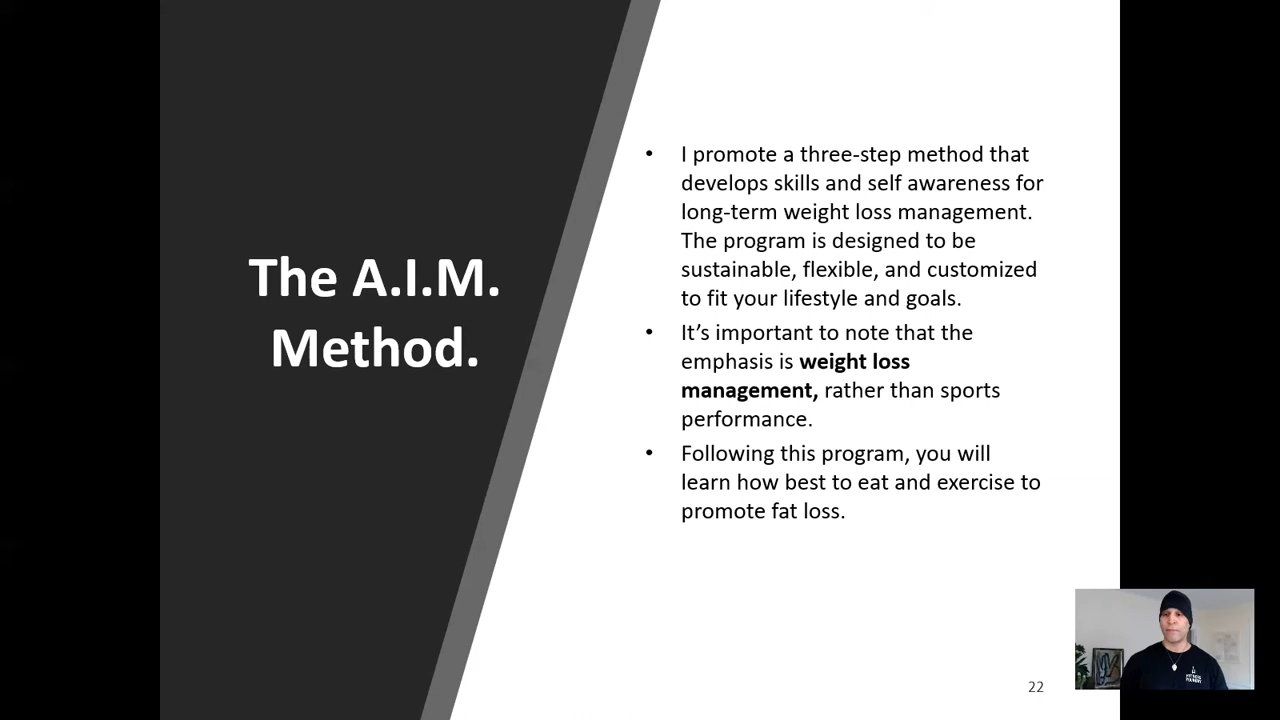 The A.I.M.
Method.
• I promote a three-step method that
develops skills and self awareness for
long-term weight loss management.
The program is designed to be
sustainable, flexible, and customized
to fit your lifestyle and goals.
• It’s important to note that the
emphasis is weight loss
management, rather than sports
performance.
• Following this program, you will
learn how best to eat and exercise to
promote fat loss.
22